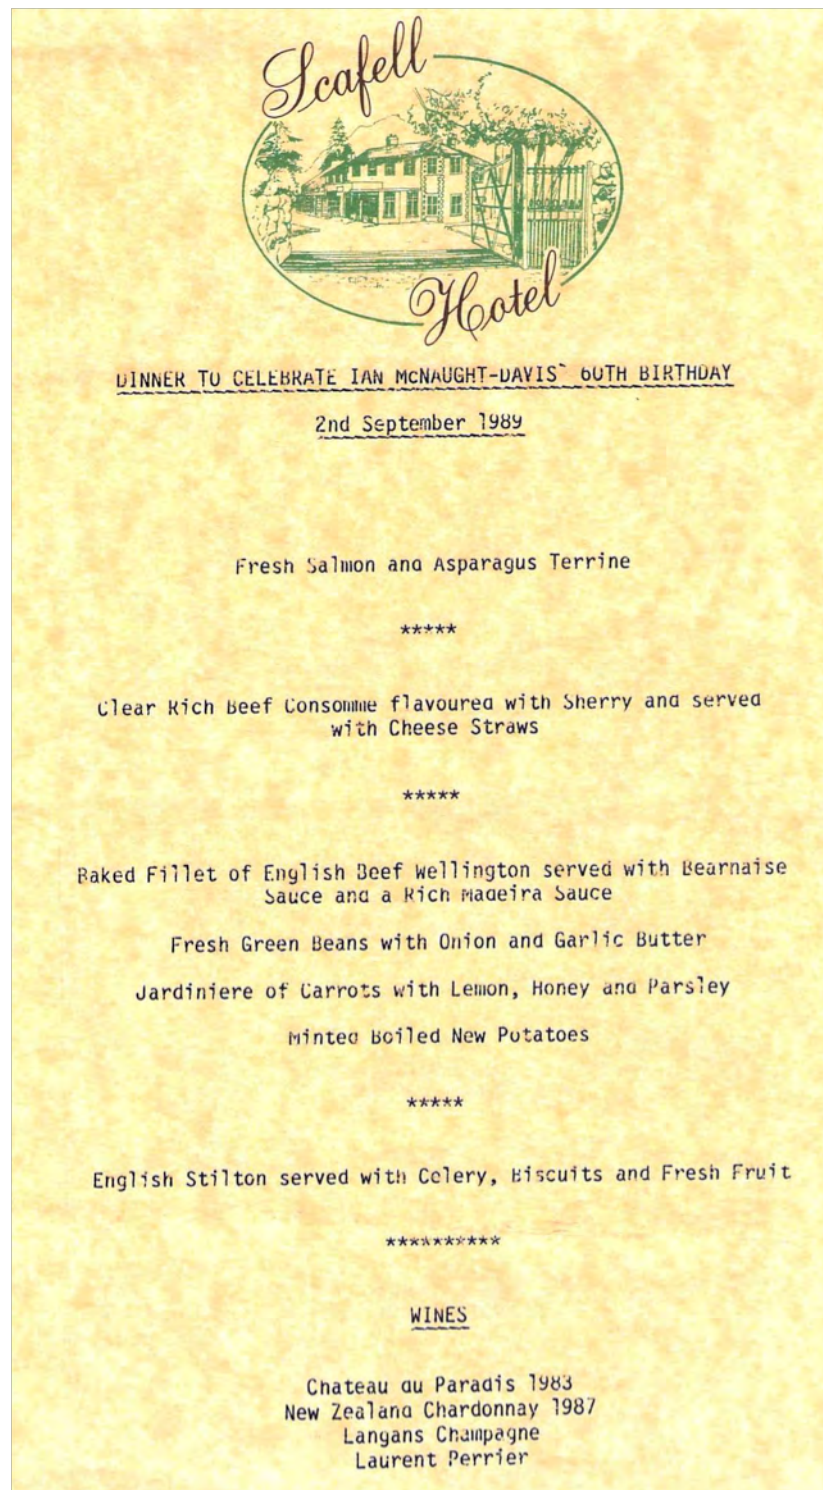 Scafell
Hotel
DINNER TO CELEBRATE IAN McNAUGHT-DAVIS` 60TH BIRTHDAY
2nd September 1989
Fresh Salmon and Asparagus Terrine
*****
Clear Rich Beef Consomme flavoured with Sherry and served
with Cheese Straws
*****
Baked Fillet of English Beef Wellington served with Bearnaise
Sauce and a Rich Madeira Sauce
Fresh Green Beans with Onion and Garlic Butter
Jardiniere of Carrots with Lemon, Honey and Parsley
Minted Boiled New Potatoes
*****
English Stilton served with Celery, Biscuits and Fresh Fruit
**********
WINES
Chateau du Paradis 1983
New Zealand Chardonnay 1987
Langans Champagne
Laurent Perrier